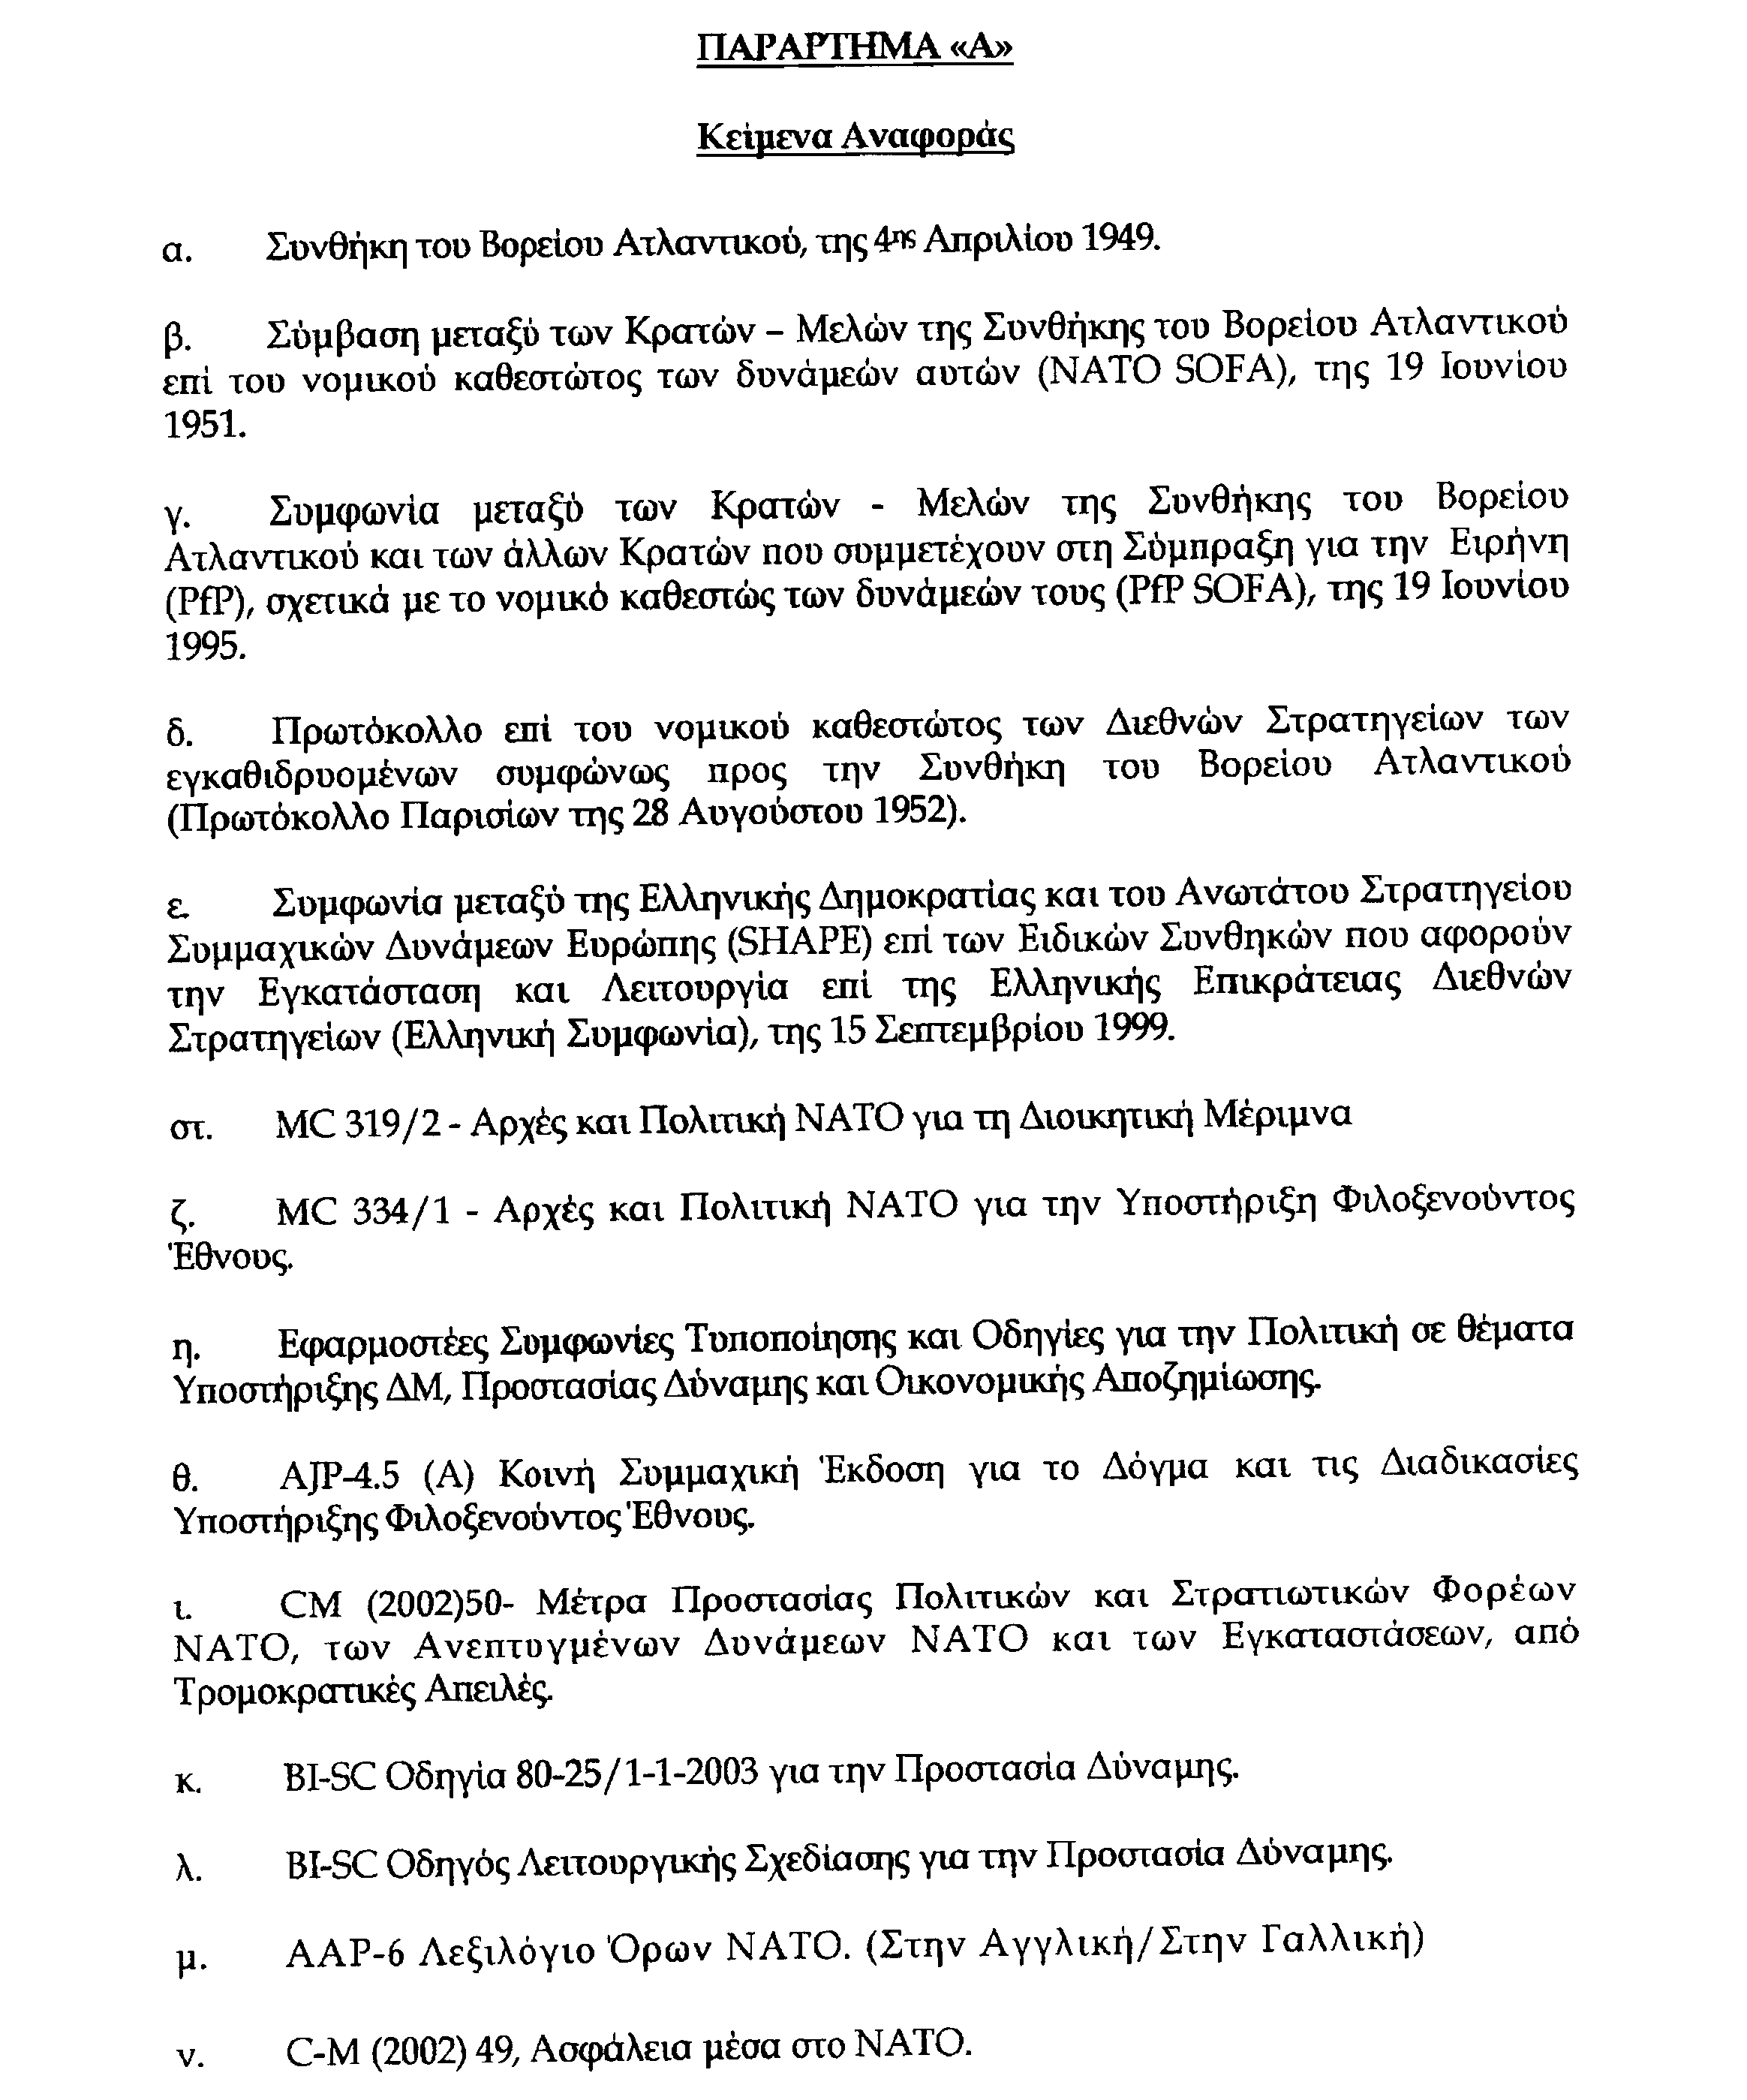 ΠΑΡΑΡΤΗΜΑ «Α»
Κείμενα Αναφοράς
α. Συνθήκη του Βορείου Ατλαντικού, της 4ης Απριλίου 1949.
β. Σύμβαση μεταξύ των Κρατών – Μελών της Συνθήκης του Βορείου Ατλαντικού
επί του νομικού καθεστώτος των δυνάμεών αυτών (NATO SOFA), της 19 Ιουνίου
1951.
γ. Συμφωνία μεταξύ των Κρατών - Μελών της Συνθήκης του Βορείου
Ατλαντικού και των άλλων Κρατών που συμμετέχουν στη Σύμπραξη για την Ειρήνη
(PfP), σχετικά με το νομικό καθεστώς των δυνάμεών τους (PfP SOFA), της 19 Ιουνίου
1995.
δ. Πρωτόκολλο επί του νομικού καθεστώτος των Διεθνών Στρατηγείων των
εγκαθιδρυομένων συμφώνως προς την Συνθήκη του Βορείου Ατλαντικού
(Πρωτόκολλο Παρισίων της 28 Αυγούστου 1952).
ε. Συμφωνία μεταξύ της Ελληνικής Δημοκρατίας και του Ανωτάτου Στρατηγείου
Συμμαχικών Δυνάμεων Ευρώπης (SHAPE) επί των Ειδικών Συνθηκών που αφορούν
την Εγκατάσταση και Λειτουργία επί της Ελληνικής Επικράτειας Διεθνών
Στρατηγείων (Ελληνική Συμφωνία), της 15 Σεπτεμβρίου 1999.
στ. MC 319/2 - Αρχές και Πολιτική ΝΑΤΟ για τη Διοικητική Μέριμνα
ζ. MC 334/1 - Αρχές και Πολιτική ΝΑΤΟ για την Υποστήριξη Φιλοξενούντος
Έθνους.
η. Εφαρμοστέες Συμφωνίες Τυποποίησης και Οδηγίες για την Πολιτική σε θέματα
Υποστήριξης ΔΜ, Προστασίας Δύναμης και Οικονομικής Αποζημίωσης.
θ. AJP-4.5 (A) Κοινή Συμμαχική Έκδοση για το Δόγμα και τις Διαδικασίες
Υποστήριξης Φιλοξενούντος Έθνους.
ι. CM (2002)50- Μέτρα Προστασίας Πολιτικών και Στρατιωτικών Φορέων
ΝΑΤΟ, των Ανεπτυγμένων Δυνάμεων ΝΑΤΟ και των Εγκαταστάσεων, από
Τρομοκρατικές Απειλές.
κ. BI-SC Οδηγία 80-25/1-1-2003 για την Προστασία Δύναμης.
λ. BI-SC Οδηγός Λειτουργικής Σχεδίασης για την Προστασία Δύναμης.
μ. AAP-6 Λεξιλόγιο Όρων ΝΑΤΟ. (Στην Αγγλική/Στην Γαλλική)
ν. C-M (2002) 49, Ασφάλεια μέσα στο ΝΑΤΟ.